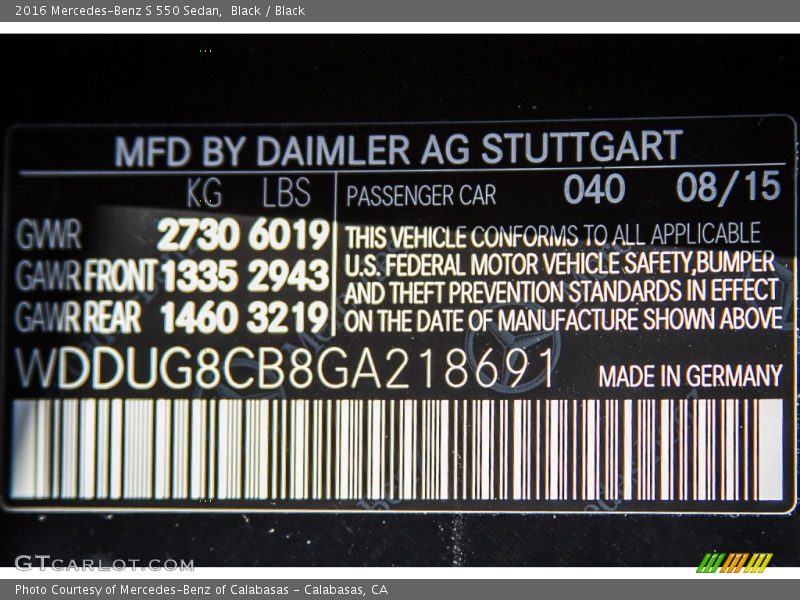 2016 Mercedes-Benz S 550 Sedan, Black / Black
MFD BY DAIMLER AG STUTTGART
KG LBS PASSENGER CAR 040 08/15
GVWR 2730 6019 THIS VEHICLE CONFORMS TO ALL APPLICABLE
GAWR FRONT 1335 2943 U.S. FEDERAL MOTOR VEHICLE SAFETY, BUMPER
GAWR REAR 1460 3219 AND THEFT PREVENTION STANDARDS IN EFFECT
ON THE DATE OF MANUFACTURE SHOWN ABOVE
WDDUG8CB8GA218691 MADE IN GERMANY
GTCARLOT.COM
Photo Courtesy of Mercedes-Benz of Calabasas - Calabasas, CA